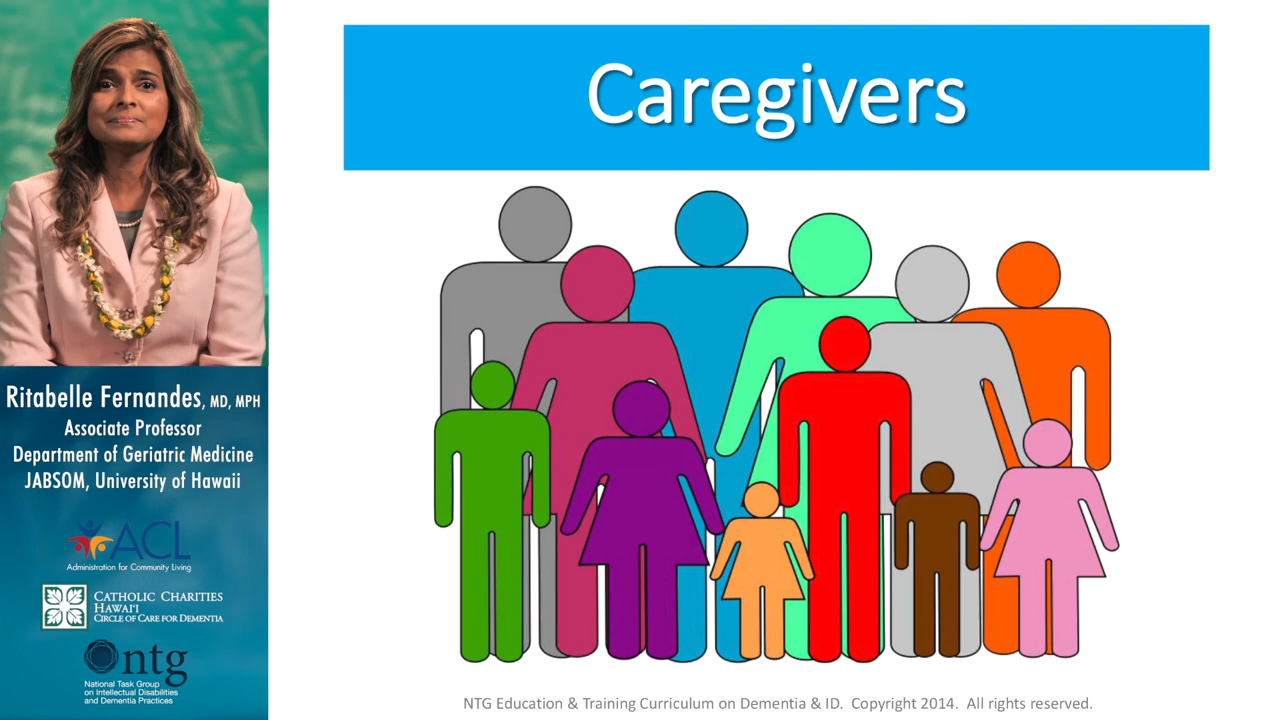 Caregivers
Ritabelle Fernandes, MD, MPH
Associate Professor
Department of Geriatric Medicine
JABSOM, University of Hawaii
ACL
Administration for Community Living
CATHOLIC CHARITIES
HAWAI‘I
CIRCLE OF CARE FOR DEMENTIA
ntg
National Task Group
on Intellectual Disabilities
and Dementia Practices
NTG Education & Training Curriculum on Dementia & ID. Copyright 2014. All rights reserved.